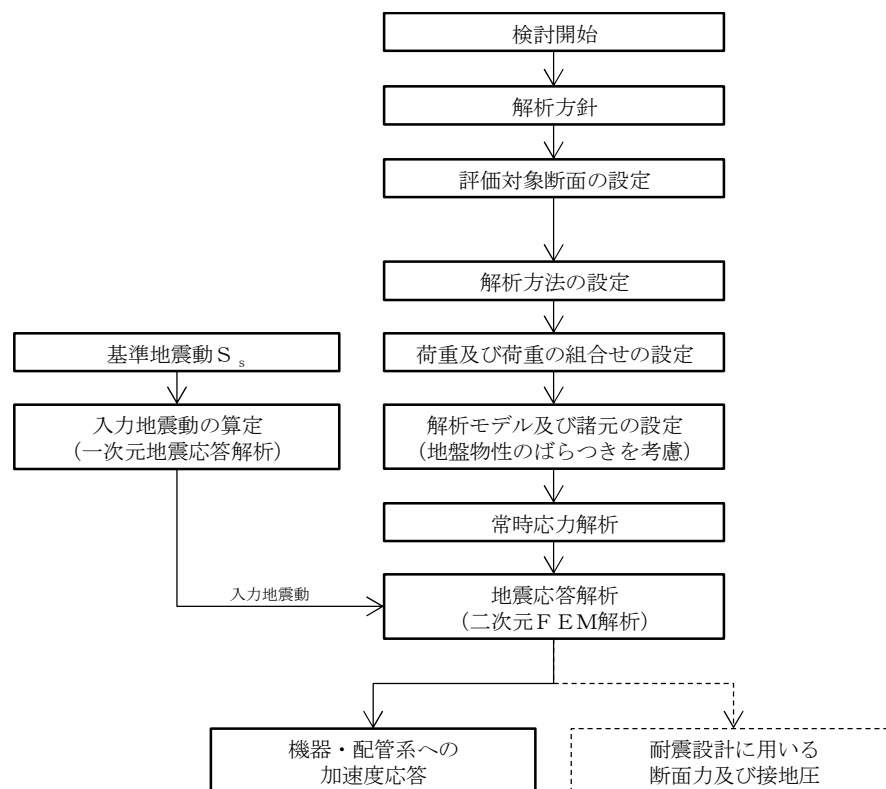 検討開始
解析方針
評価対象断面の設定
解析方法の設定
基準地震動Ｓｓ
荷重及び荷重の組合せの設定
入力地震動の算定
（一次元地震応答解析）
解析モデル及び諸元の設定
（地盤物性のばらつきを考慮）
常時応力解析
入力地震動
地震応答解析
（二次元ＦＥＭ解析）
機器・配管系への
加速度応答
耐震設計に用いる
断面力及び接地圧